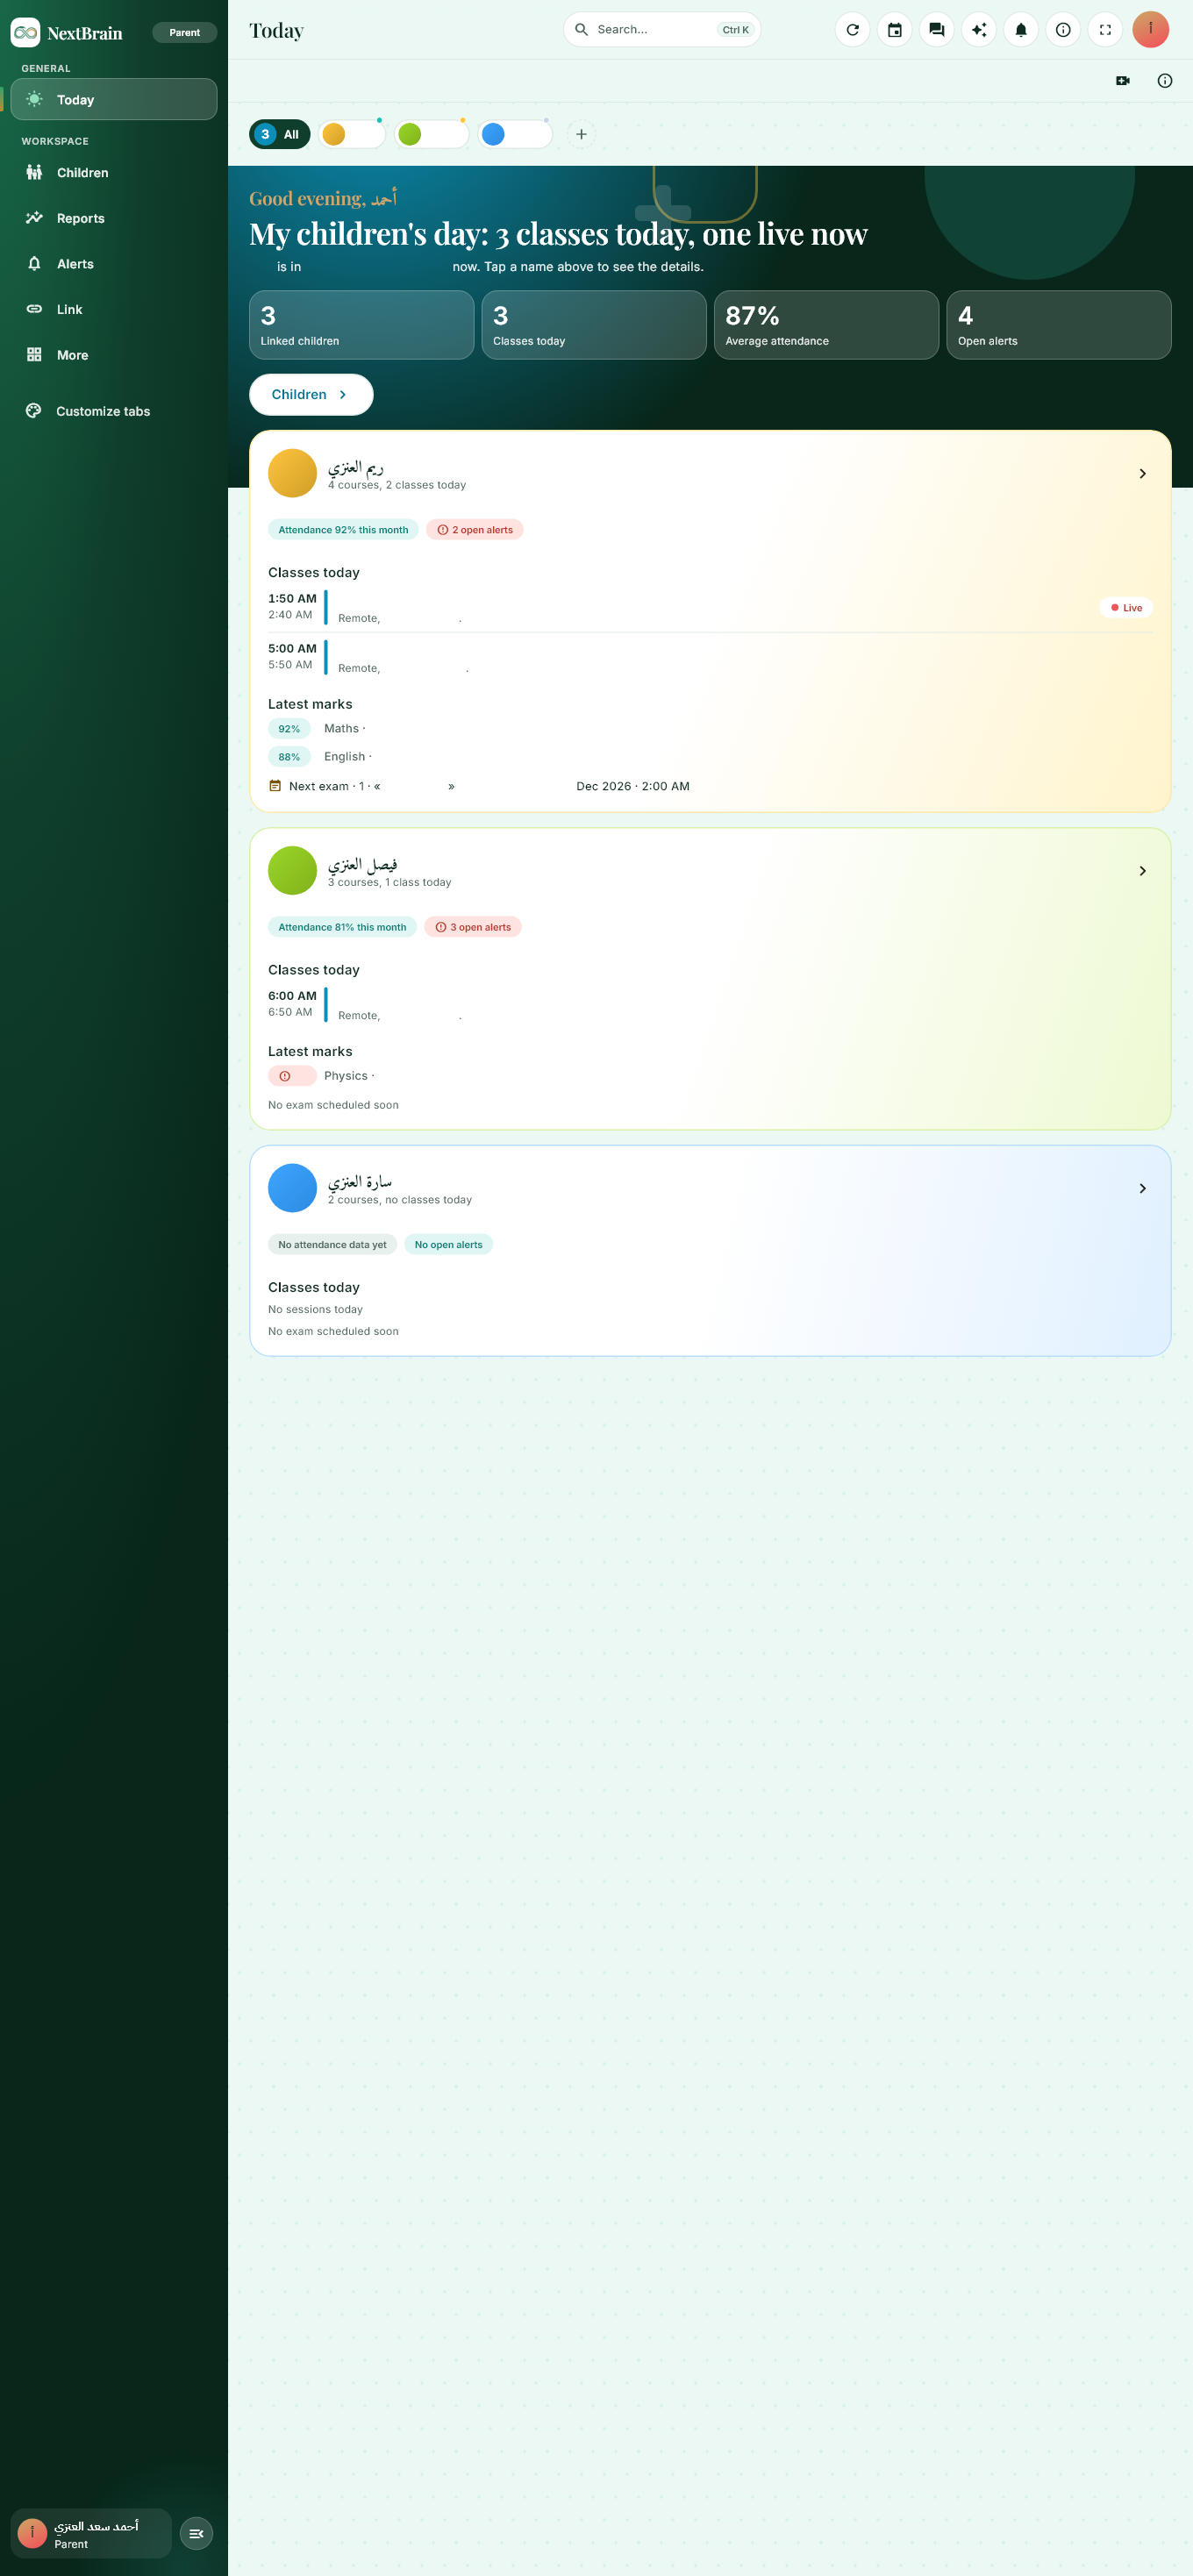 NextBrain
Parent
GENERAL
Today
WORKSPACE
Children
Reports
Alerts
Link
More
Customize tabs
أحمد سعد العنزي
Parent
أ
Today
Search...
Ctrl K
أ
3 All
Good evening, أحمد
My children's day: 3 classes today, one live now
is in now. Tap a name above to see the details.
3
Linked children
3
Classes today
87%
Average attendance
4
Open alerts
Children
ريم العنزي
4 courses, 2 classes today
Attendance 92% this month
2 open alerts
Classes today
1:50 AM
2:40 AM
Remote, .
Live
5:00 AM
5:50 AM
Remote, .
Latest marks
92% Maths ·
88% English ·
Next exam · 1 · « » Dec 2026 · 2:00 AM
فيصل العنزي
3 courses, 1 class today
Attendance 81% this month
3 open alerts
Classes today
6:00 AM
6:50 AM
Remote, .
Latest marks
Physics ·
No exam scheduled soon
سارة العنزي
2 courses, no classes today
No attendance data yet
No open alerts
Classes today
No sessions today
No exam scheduled soon